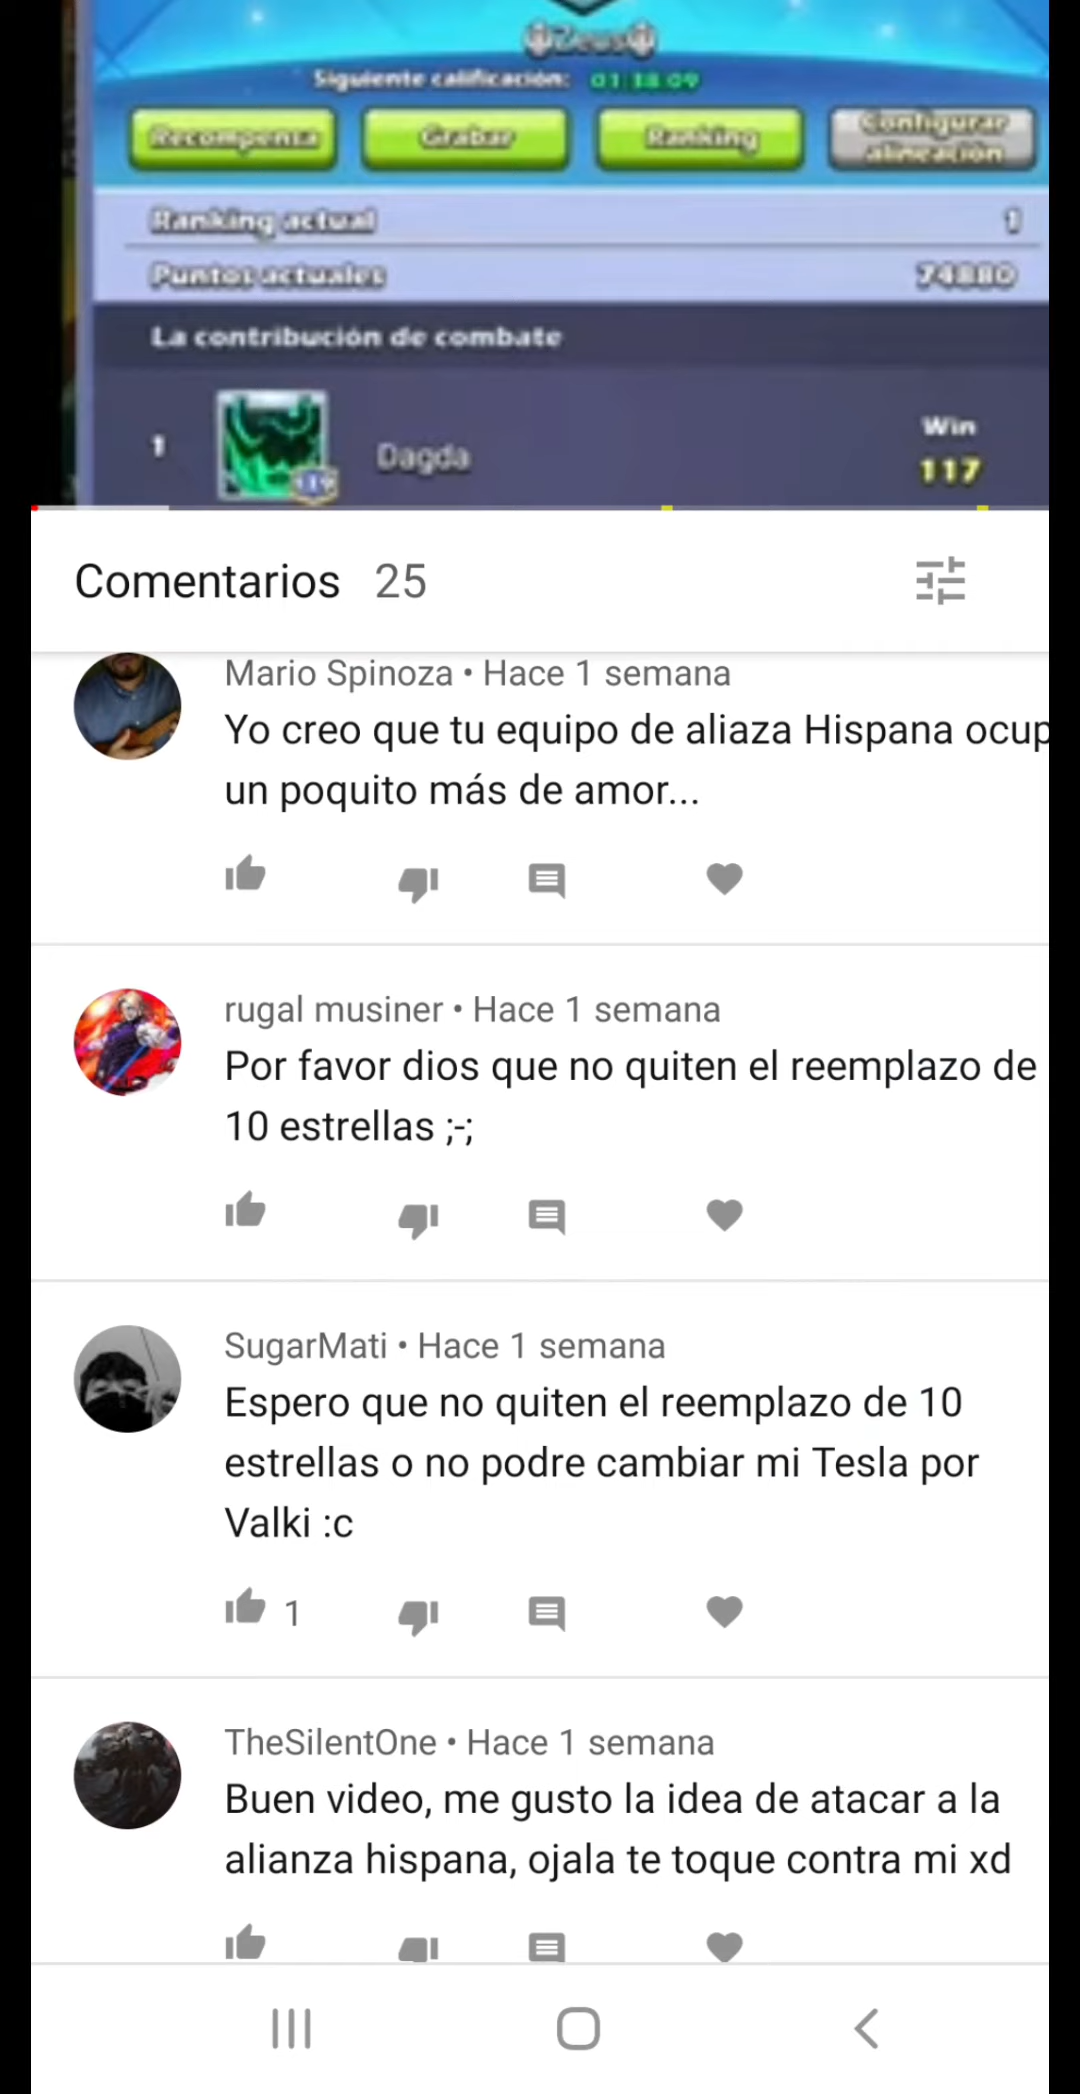 Zeus
Siguiente calificación: 01:18:09
Recompensa
Grabar
Ranking
Configurar
alineación
Ranking actual 1
Puntos actuales 74880
La contribución de combate
1 Dagda
Win
117
119
Comentarios 25
Mario Spinoza • Hace 1 semana
Yo creo que tu equipo de aliaza Hispana ocup
un poquito más de amor...
rugal musiner • Hace 1 semana
Por favor dios que no quiten el reemplazo de
10 estrellas ;-;
SugarMati • Hace 1 semana
Espero que no quiten el reemplazo de 10
estrellas o no podre cambiar mi Tesla por
Valki :c
1
TheSilentOne • Hace 1 semana
Buen video, me gusto la idea de atacar a la
alianza hispana, ojala te toque contra mi xd